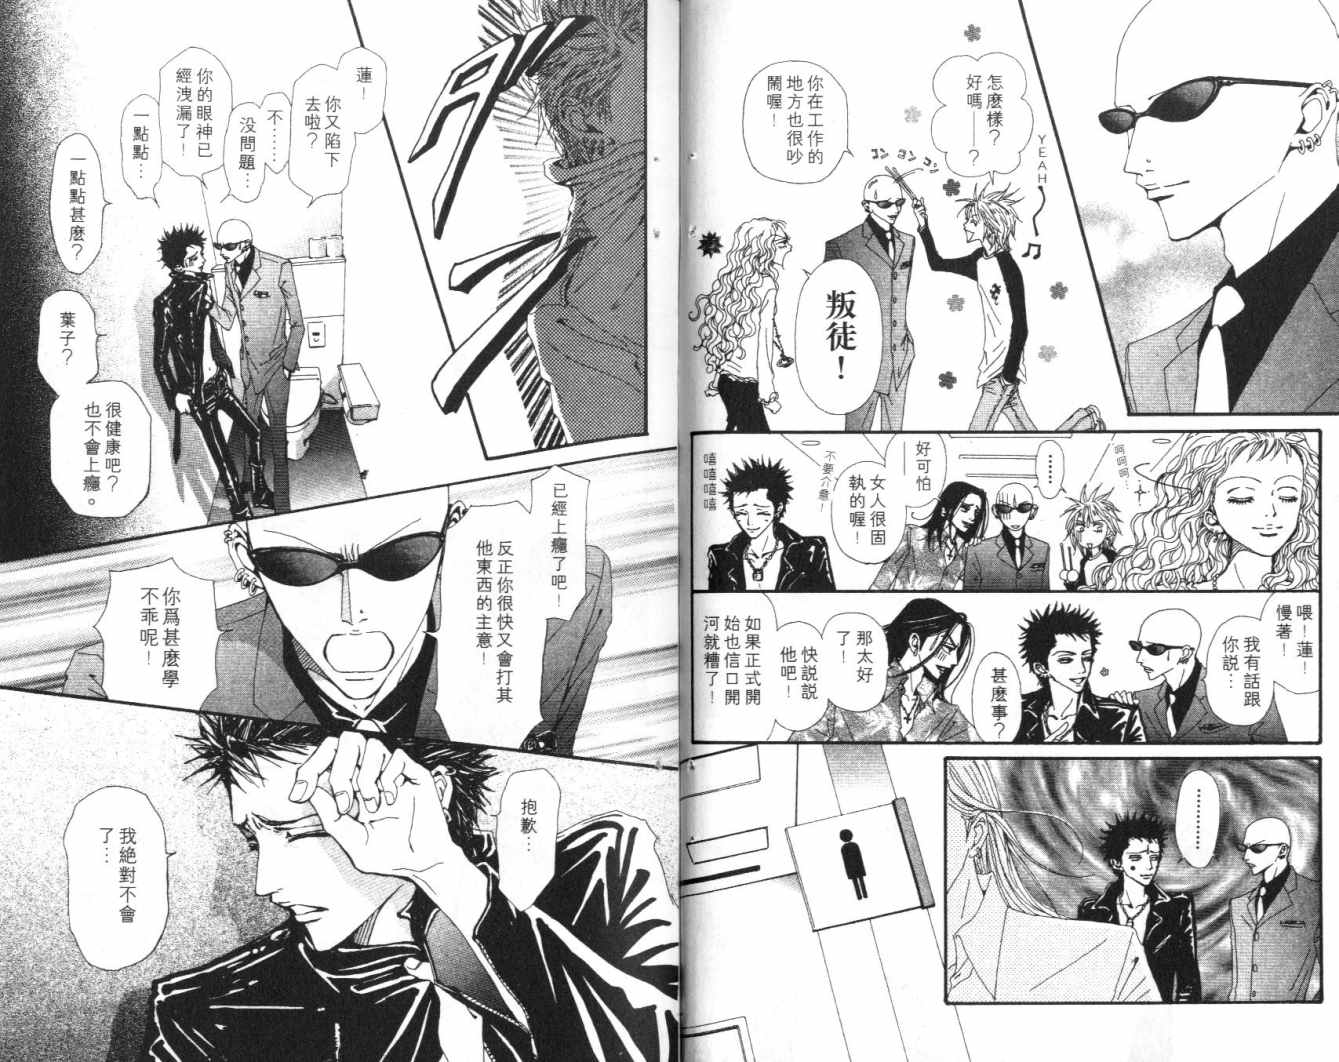 怎麼樣？
好嗎——？
YEAH
你在工作的
地方也很吵
鬧喔！
コン コン コン
叛徒！
呵呵呵…
………
不要介意！
好可怕
——
女人很固
執的喔！
嘻嘻嘻嘻
喂！蓮！
慢著！
我有話跟
你說…
甚麼事？
那太好
了！
快說說
他吧！
如果正式開
始也信口開
河就糟了！
…………
ダン
蓮！
你又陷下
去啦？
不……
沒問題…
你的眼神已
經洩漏了！
一點點…
一點點甚麼？
葉子？
很健康吧？
也不會上癮。
已經上癮了吧！
反正你很快又會打其
他東西的主意！
你爲甚麼學
不乖呢！
抱歉…
我絕對不會
了…